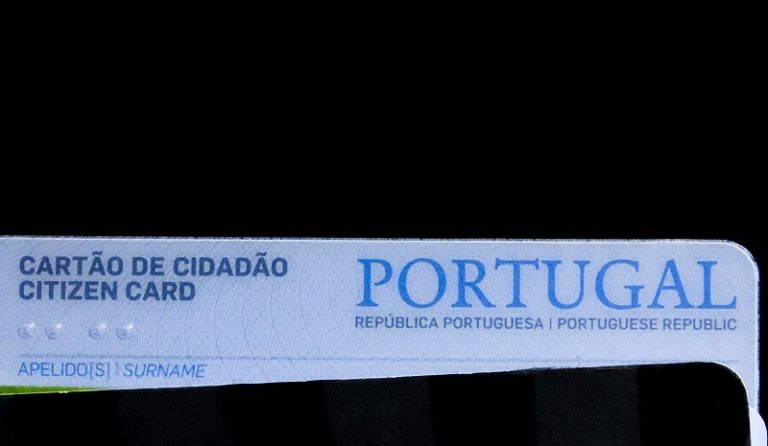 CARTÃO DE CIDADÃO
CITIZEN CARD
PORTUGAL
REPÚBLICA PORTUGUESA | PORTUGUESE REPUBLIC
APELIDO[S] SURNAME